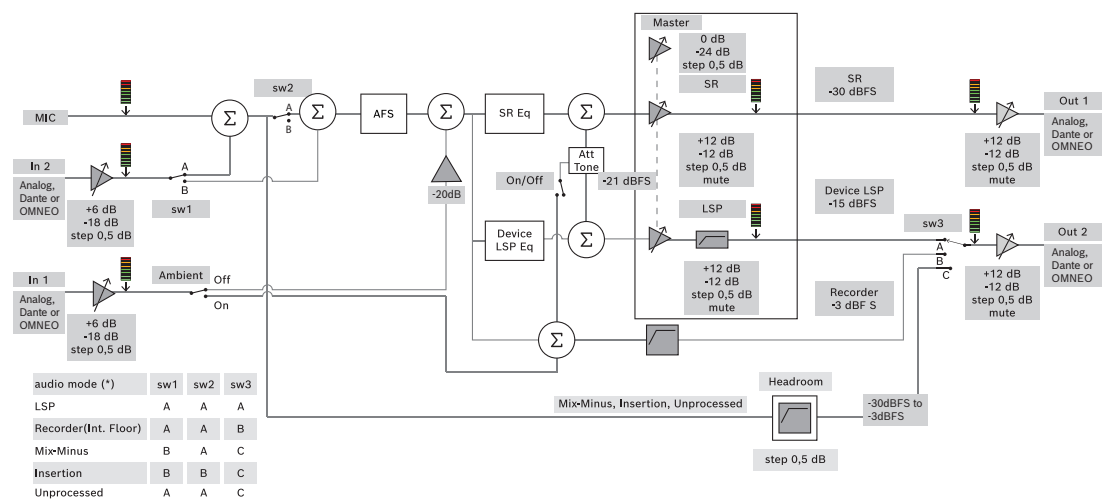 Master
0 dB
-24 dB
step 0,5 dB
SR
SR
-30 dBFS
sw2
A
B
MIC
Σ
Σ
AFS
Σ
SR Eq
Σ
Out 1
Analog,
Dante or
OMNEO
In 2
Analog,
Dante or
OMNEO
A
B
sw1
+6 dB
-18 dB
step 0,5 dB
-20dB
On/Off
Att
Tone
-21 dBFS
+12 dB
-12 dB
step 0,5 dB
mute
+12 dB
-12 dB
step 0,5 dB
mute
Device
LSP Eq
Σ
LSP
Device LSP
-15 dBFS
sw3
A
B
C
Out 2
Analog,
Dante or
OMNEO
In 1
Analog,
Dante or
OMNEO
Ambient
Off
On
+6 dB
-18 dB
step 0,5 dB
+12 dB
-12 dB
step 0,5 dB
mute
Recorder
-3 dBF S
+12 dB
-12 dB
step 0,5 dB
mute
Σ
audio mode (*) sw1 sw2 sw3
LSP A A A
Recorder(Int. Floor) A A B
Mix-Minus B A C
Insertion B B C
Unprocessed A A C
Mix-Minus, Insertion, Unprocessed
Headroom
step 0,5 dB
-30dBFS to
-3dBFS